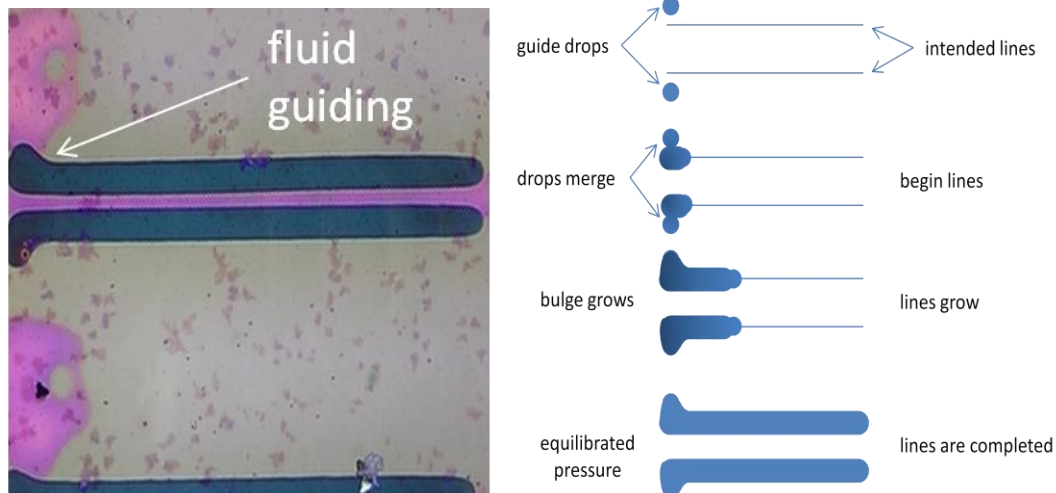 fluid
guiding
guide drops
intended lines
drops merge
begin lines
bulge grows
lines grow
equilibrated
pressure
lines are completed